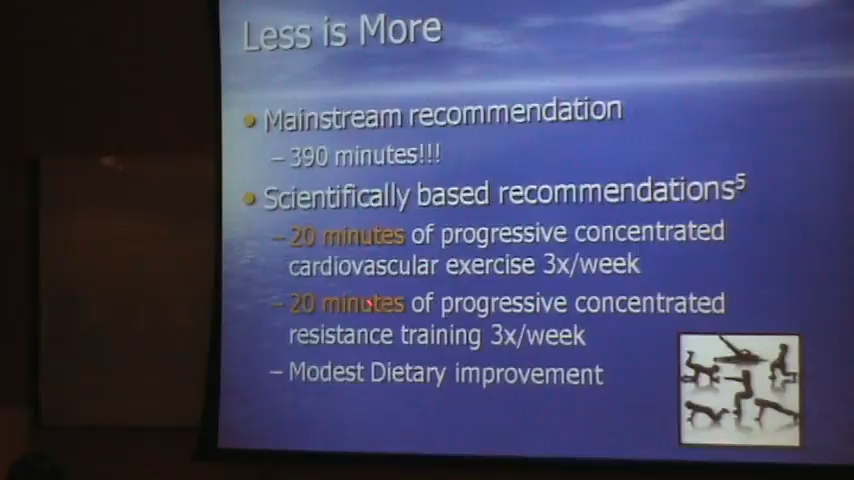 Less is More
• Mainstream recommendation
– 390 minutes!!!
• Scientifically based recommendations5
– 20 minutes of progressive concentrated
cardiovascular exercise 3x/week
– 20 minutes of progressive concentrated
resistance training 3x/week
– Modest Dietary improvement